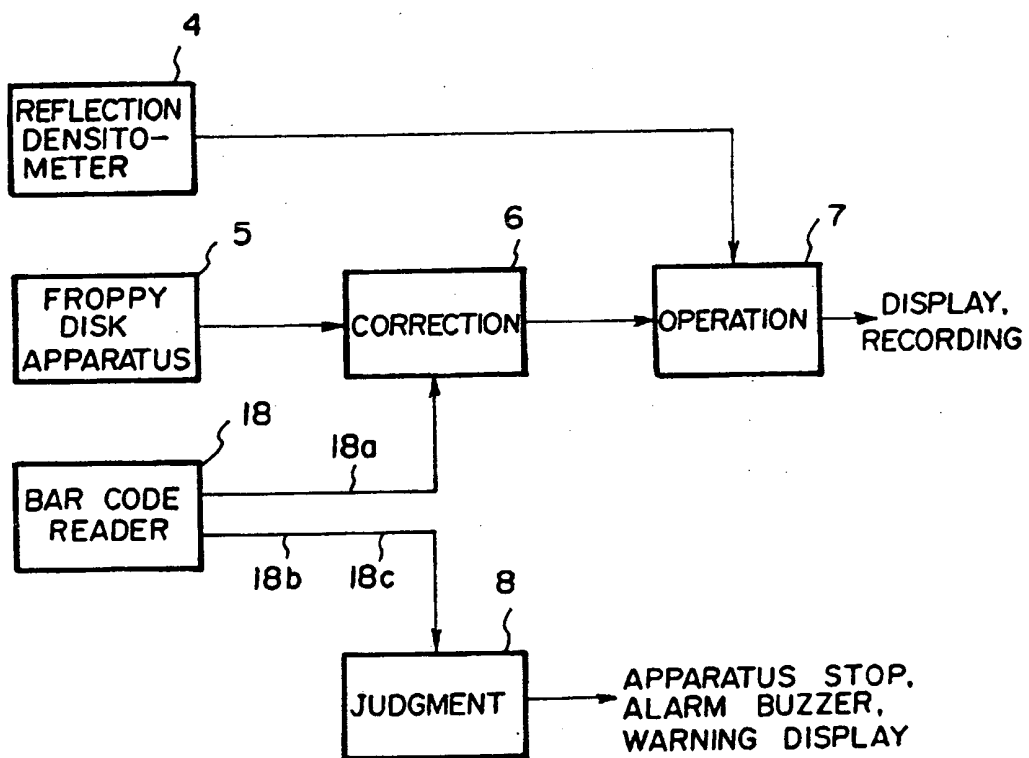 4
REFLECTION
DENSITO-
METER
5
FROPPY
DISK
APPARATUS
6
CORRECTION
7
OPERATION
DISPLAY,
RECORDING
18
BAR CODE
READER
18a
18b
18c
8
JUDGMENT
APPARATUS STOP,
ALARM BUZZER,
WARNING DISPLAY